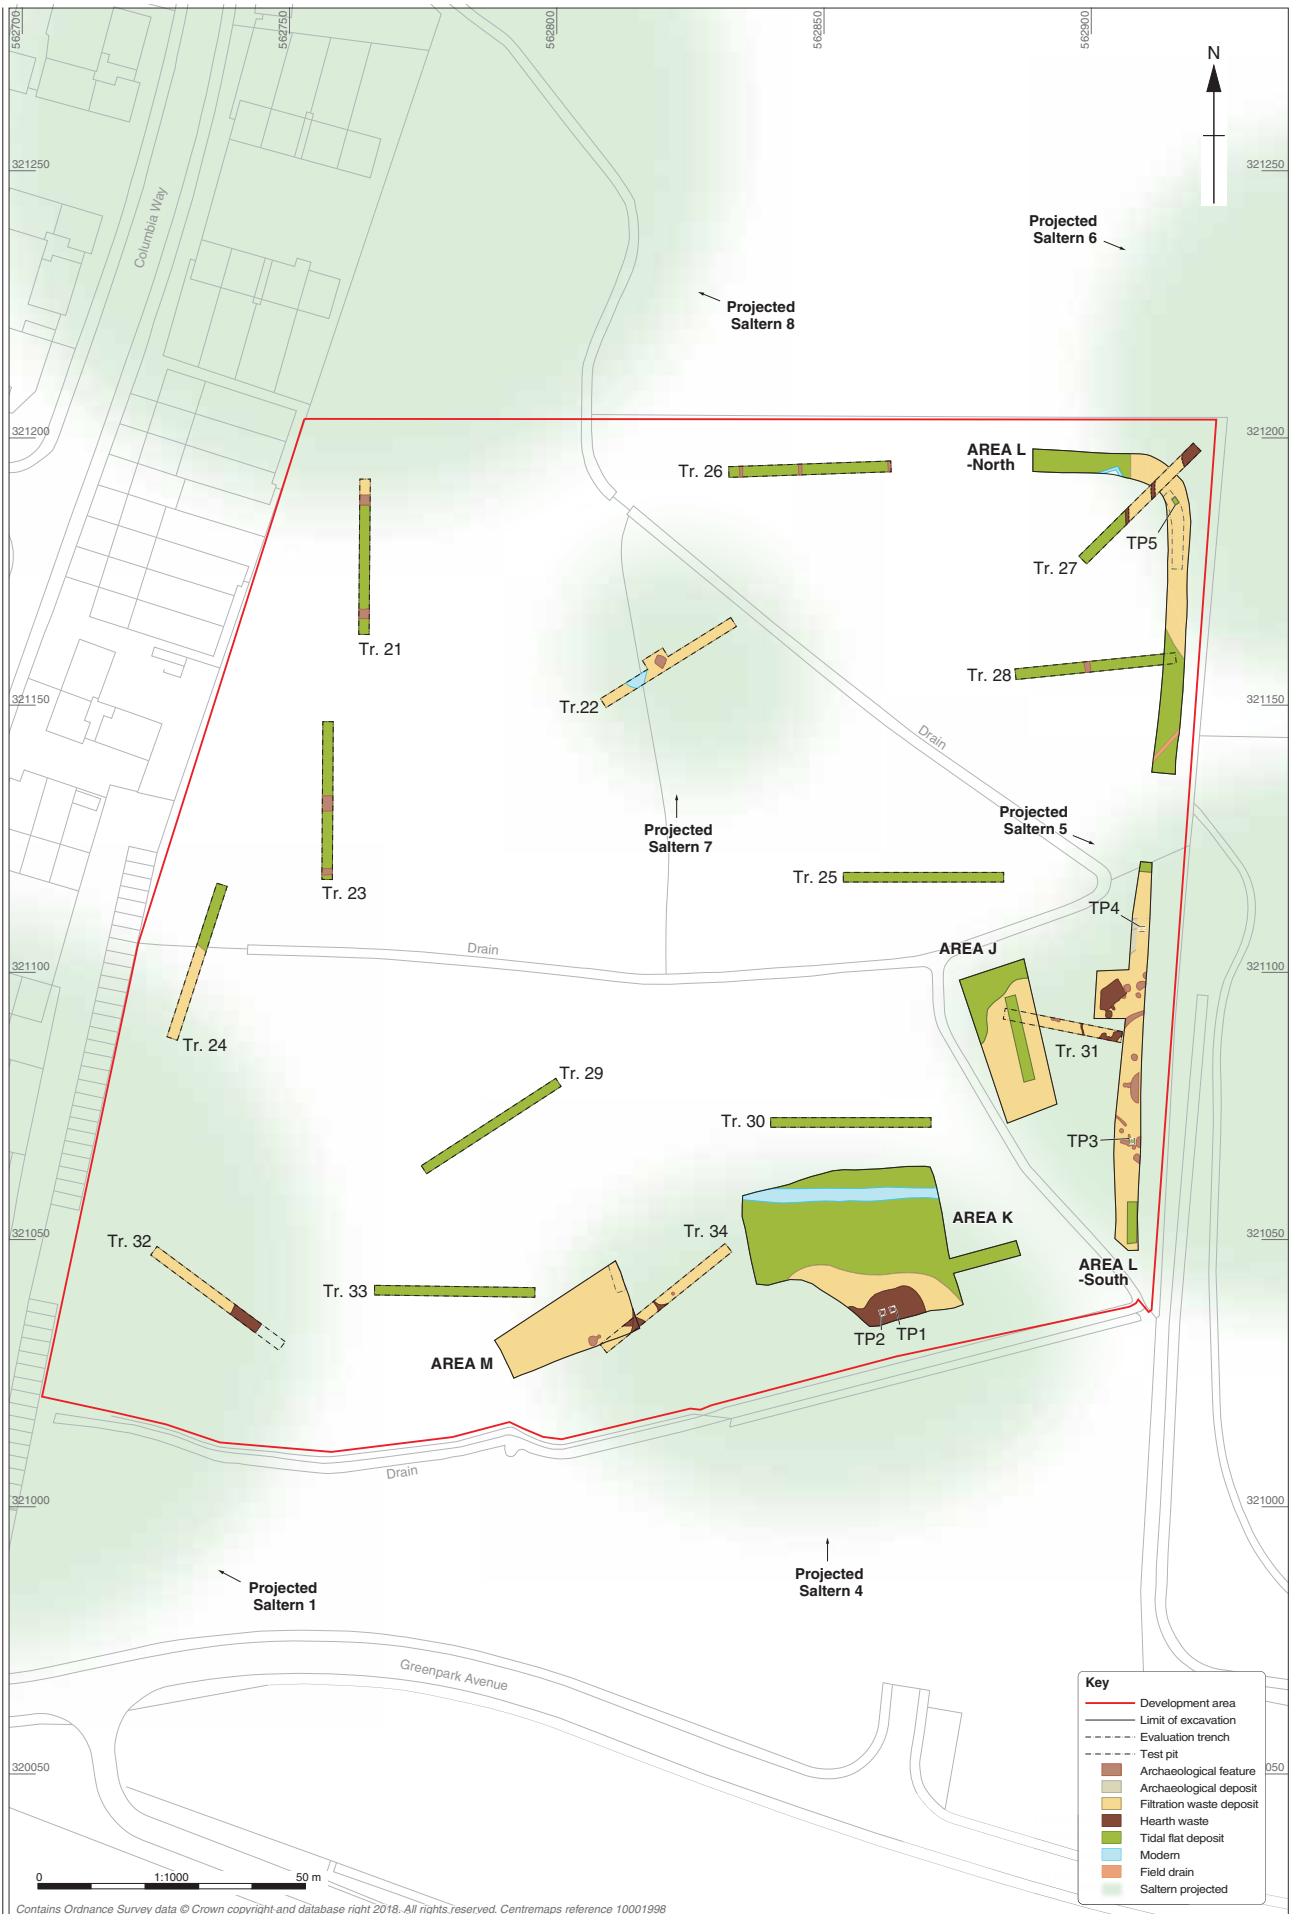 562700
562750
562800
562850
562900
N
321250
321250
Columbia Way
Projected
Saltern 6
Projected
Saltern 8
321200
321200
AREA L
-North
Tr. 26
TP5
Tr. 27
Tr. 21
Tr. 28
Tr.22
321150
321150
Drain
Projected
Saltern 5
Projected
Saltern 7
Tr. 25
Tr. 23
TP4
Drain
AREA J
321100
321100
Tr. 24
Tr. 31
Tr. 29
Tr. 30
TP3
AREA K
Tr. 34
Tr. 32
321050
321050
AREA L
-South
Tr. 33
TP2
TP1
AREA M
Drain
321000
321000
Projected
Saltern 4
Projected
Saltern 1
Greenpark Avenue
Key
Development area
Limit of excavation
Evaluation trench
Test pit
320050
050
Archaeological feature
Archaeological deposit
Filtration waste deposit
Hearth waste
Tidal flat deposit
Modern
Field drain
Saltern projected
0
1:1000
50 m
Contains Ordnance Survey data © Crown copyright and database right 2018. All rights reserved. Centremaps reference 10001998